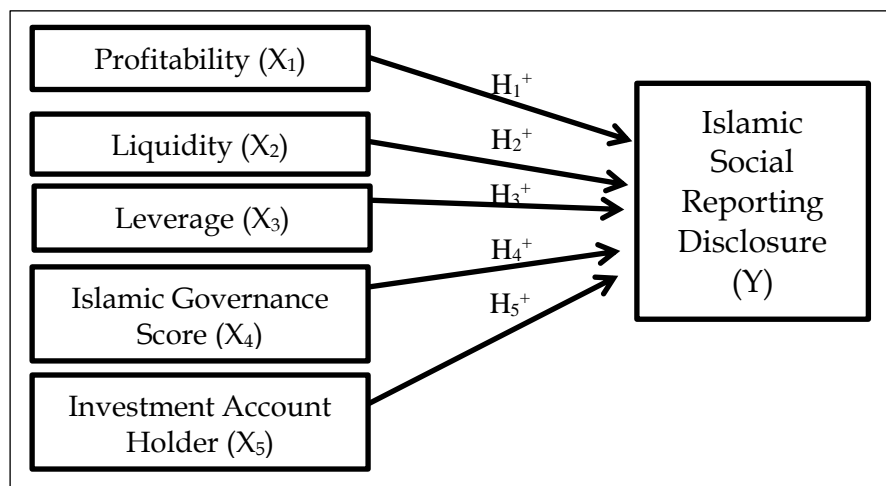 Profitability (X₁)
H₁⁺
Liquidity (X₂)
H₂⁺
Leverage (X₃)
H₃⁺
Islamic Governance
Score (X₄)
H₄⁺
Investment Account
Holder (X₅)
H₅⁺
Islamic
Social
Reporting
Disclosure
(Y)